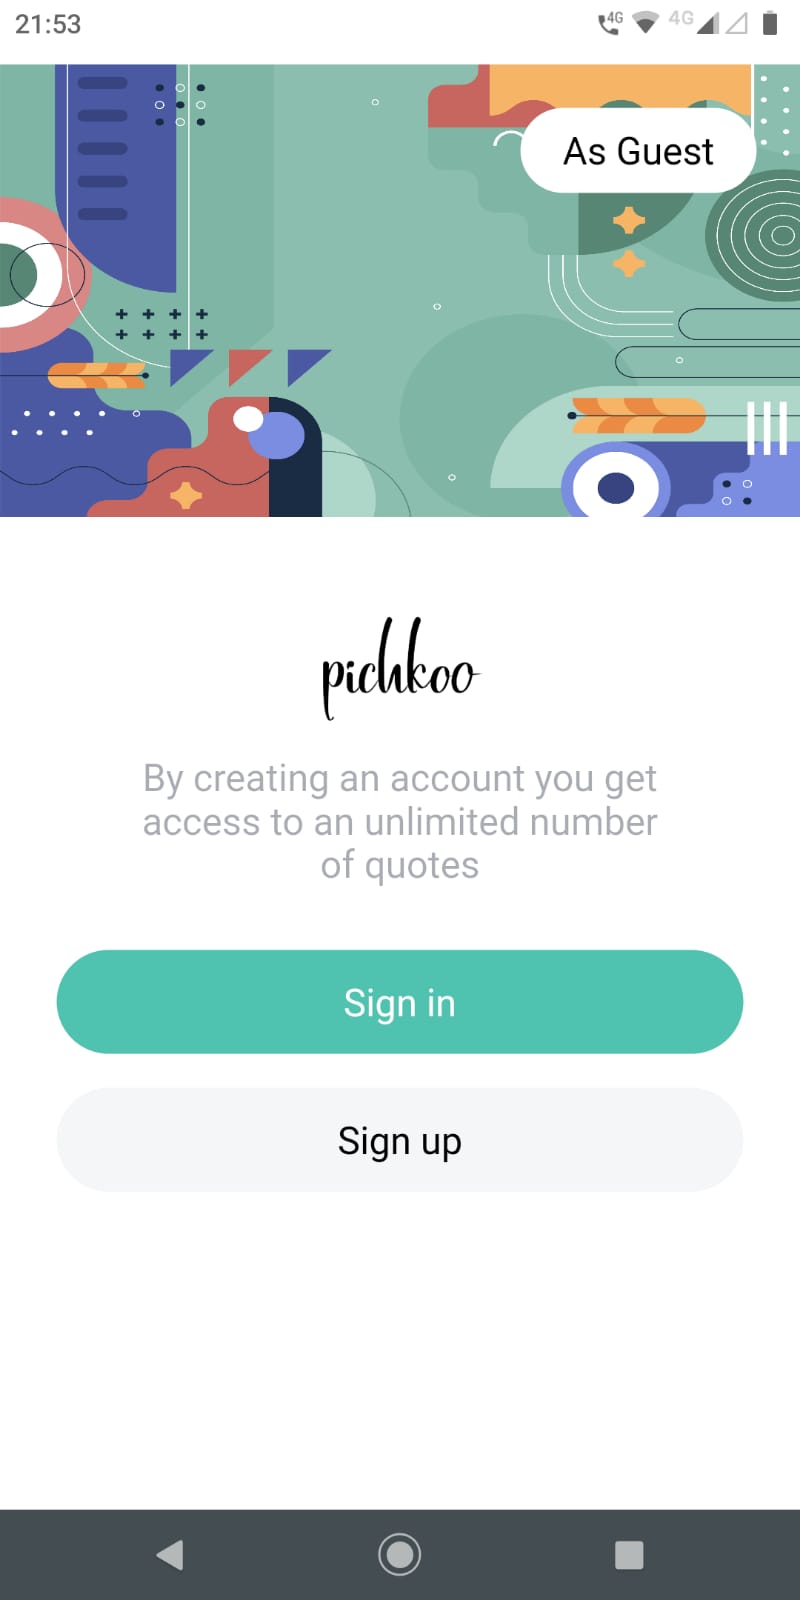 21:53
4G
4G
As Guest
pichkoo
By creating an account you get
access to an unlimited number
of quotes
Sign in
Sign up